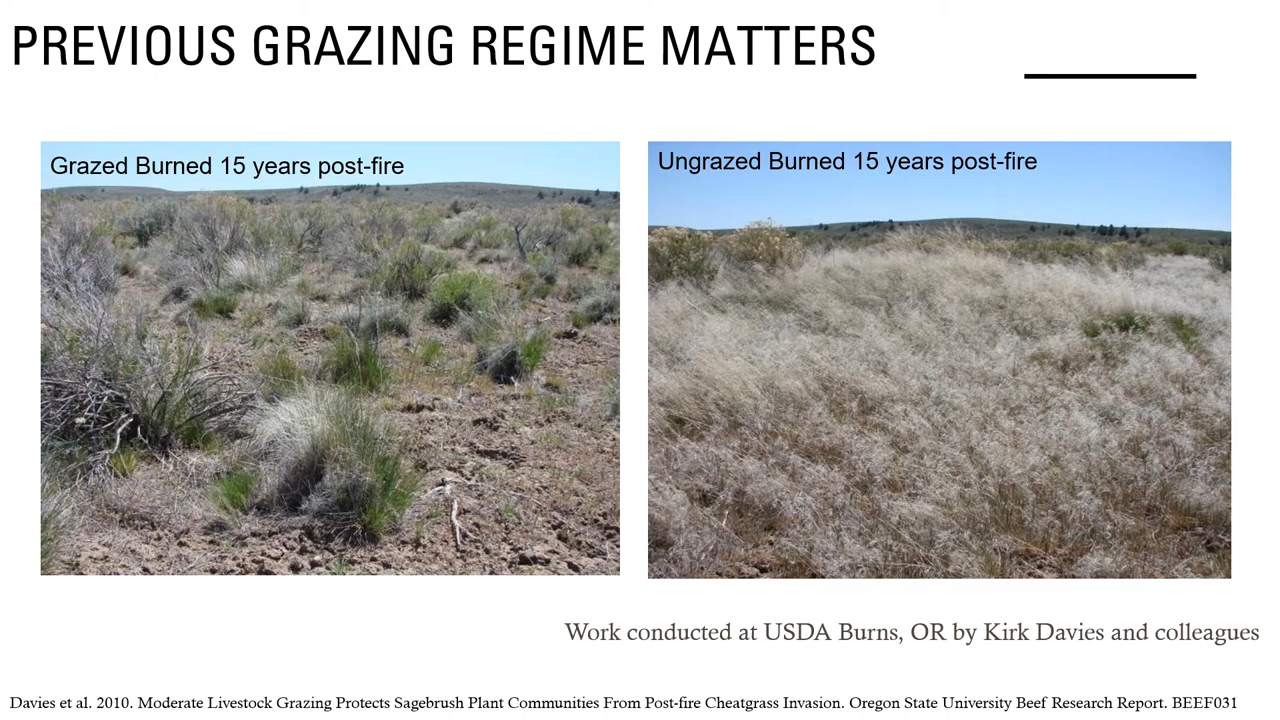 PREVIOUS GRAZING REGIME MATTERS
Grazed Burned 15 years post-fire
Ungrazed Burned 15 years post-fire
Work conducted at USDA Burns, OR by Kirk Davies and colleagues
Davies et al. 2010. Moderate Livestock Grazing Protects Sagebrush Plant Communities From Post-fire Cheatgrass Invasion. Oregon State University Beef Research Report. BEEF031